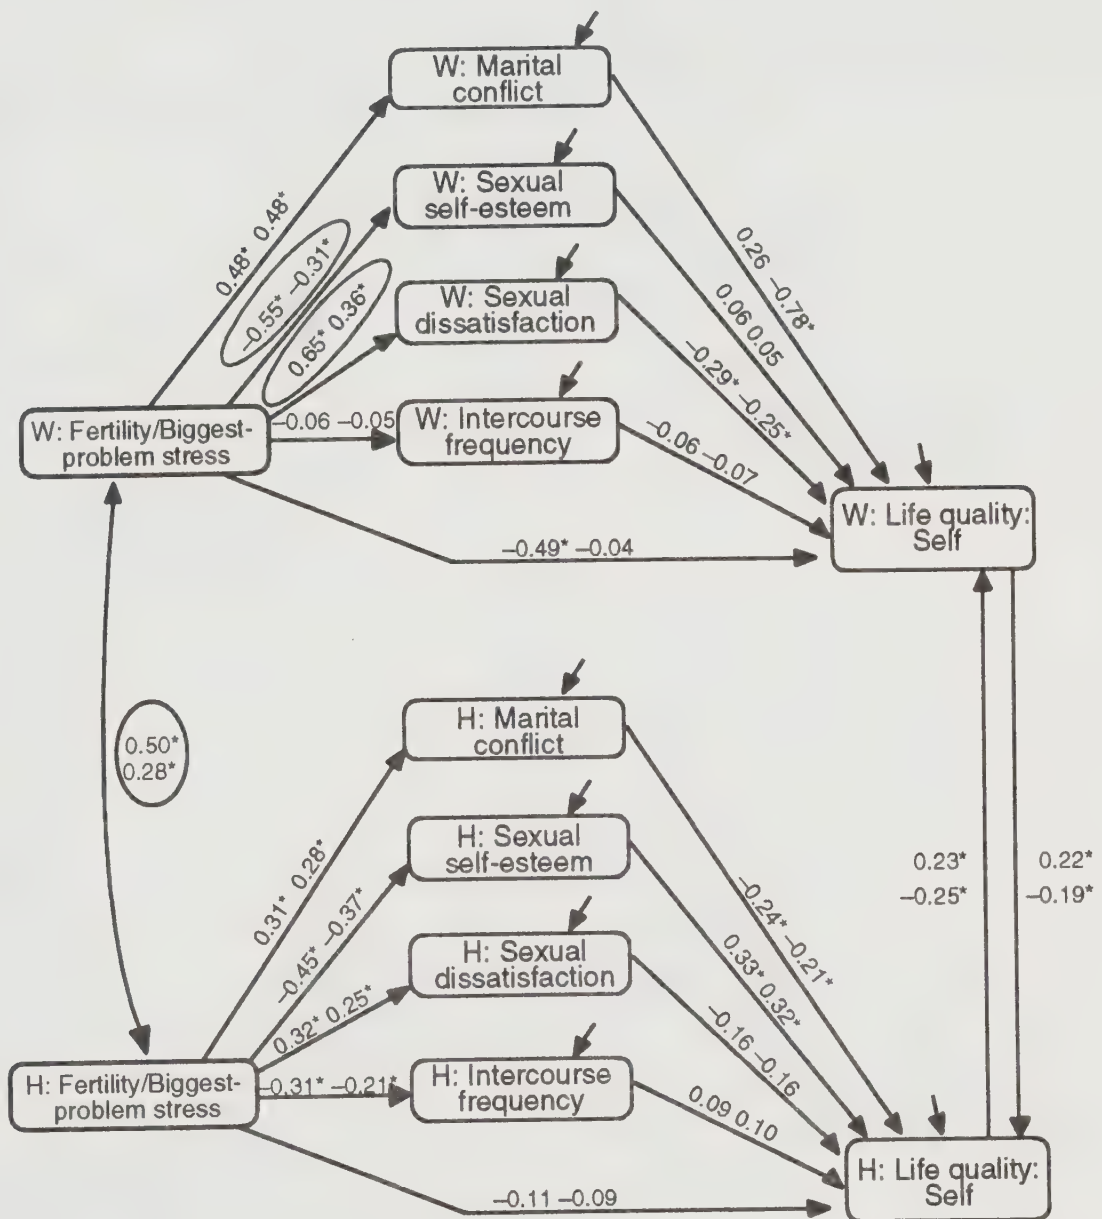 W: Marital
conflict
W: Sexual
self-esteem
W: Sexual
dissatisfaction
W: Intercourse
frequency
W: Fertility/Biggest-
problem stress
W: Life quality:
Self
0.48* 0.48*
–0.55* –0.31*
0.65* 0.36*
–0.06 –0.05
–0.49* –0.04
0.26 –0.78*
0.06 0.05
–0.29* –0.25*
–0.06 –0.07
0.50*
0.28*
0.23*
–0.25*
0.22*
–0.19*
H: Marital
conflict
H: Sexual
self-esteem
H: Sexual
dissatisfaction
H: Intercourse
frequency
H: Fertility/Biggest-
problem stress
H: Life quality:
Self
0.31* 0.28*
–0.45* –0.37*
0.32* 0.25*
–0.31* –0.21*
–0.11 –0.09
–0.24* –0.21*
0.33* 0.32*
–0.16 –0.16
0.09 0.10